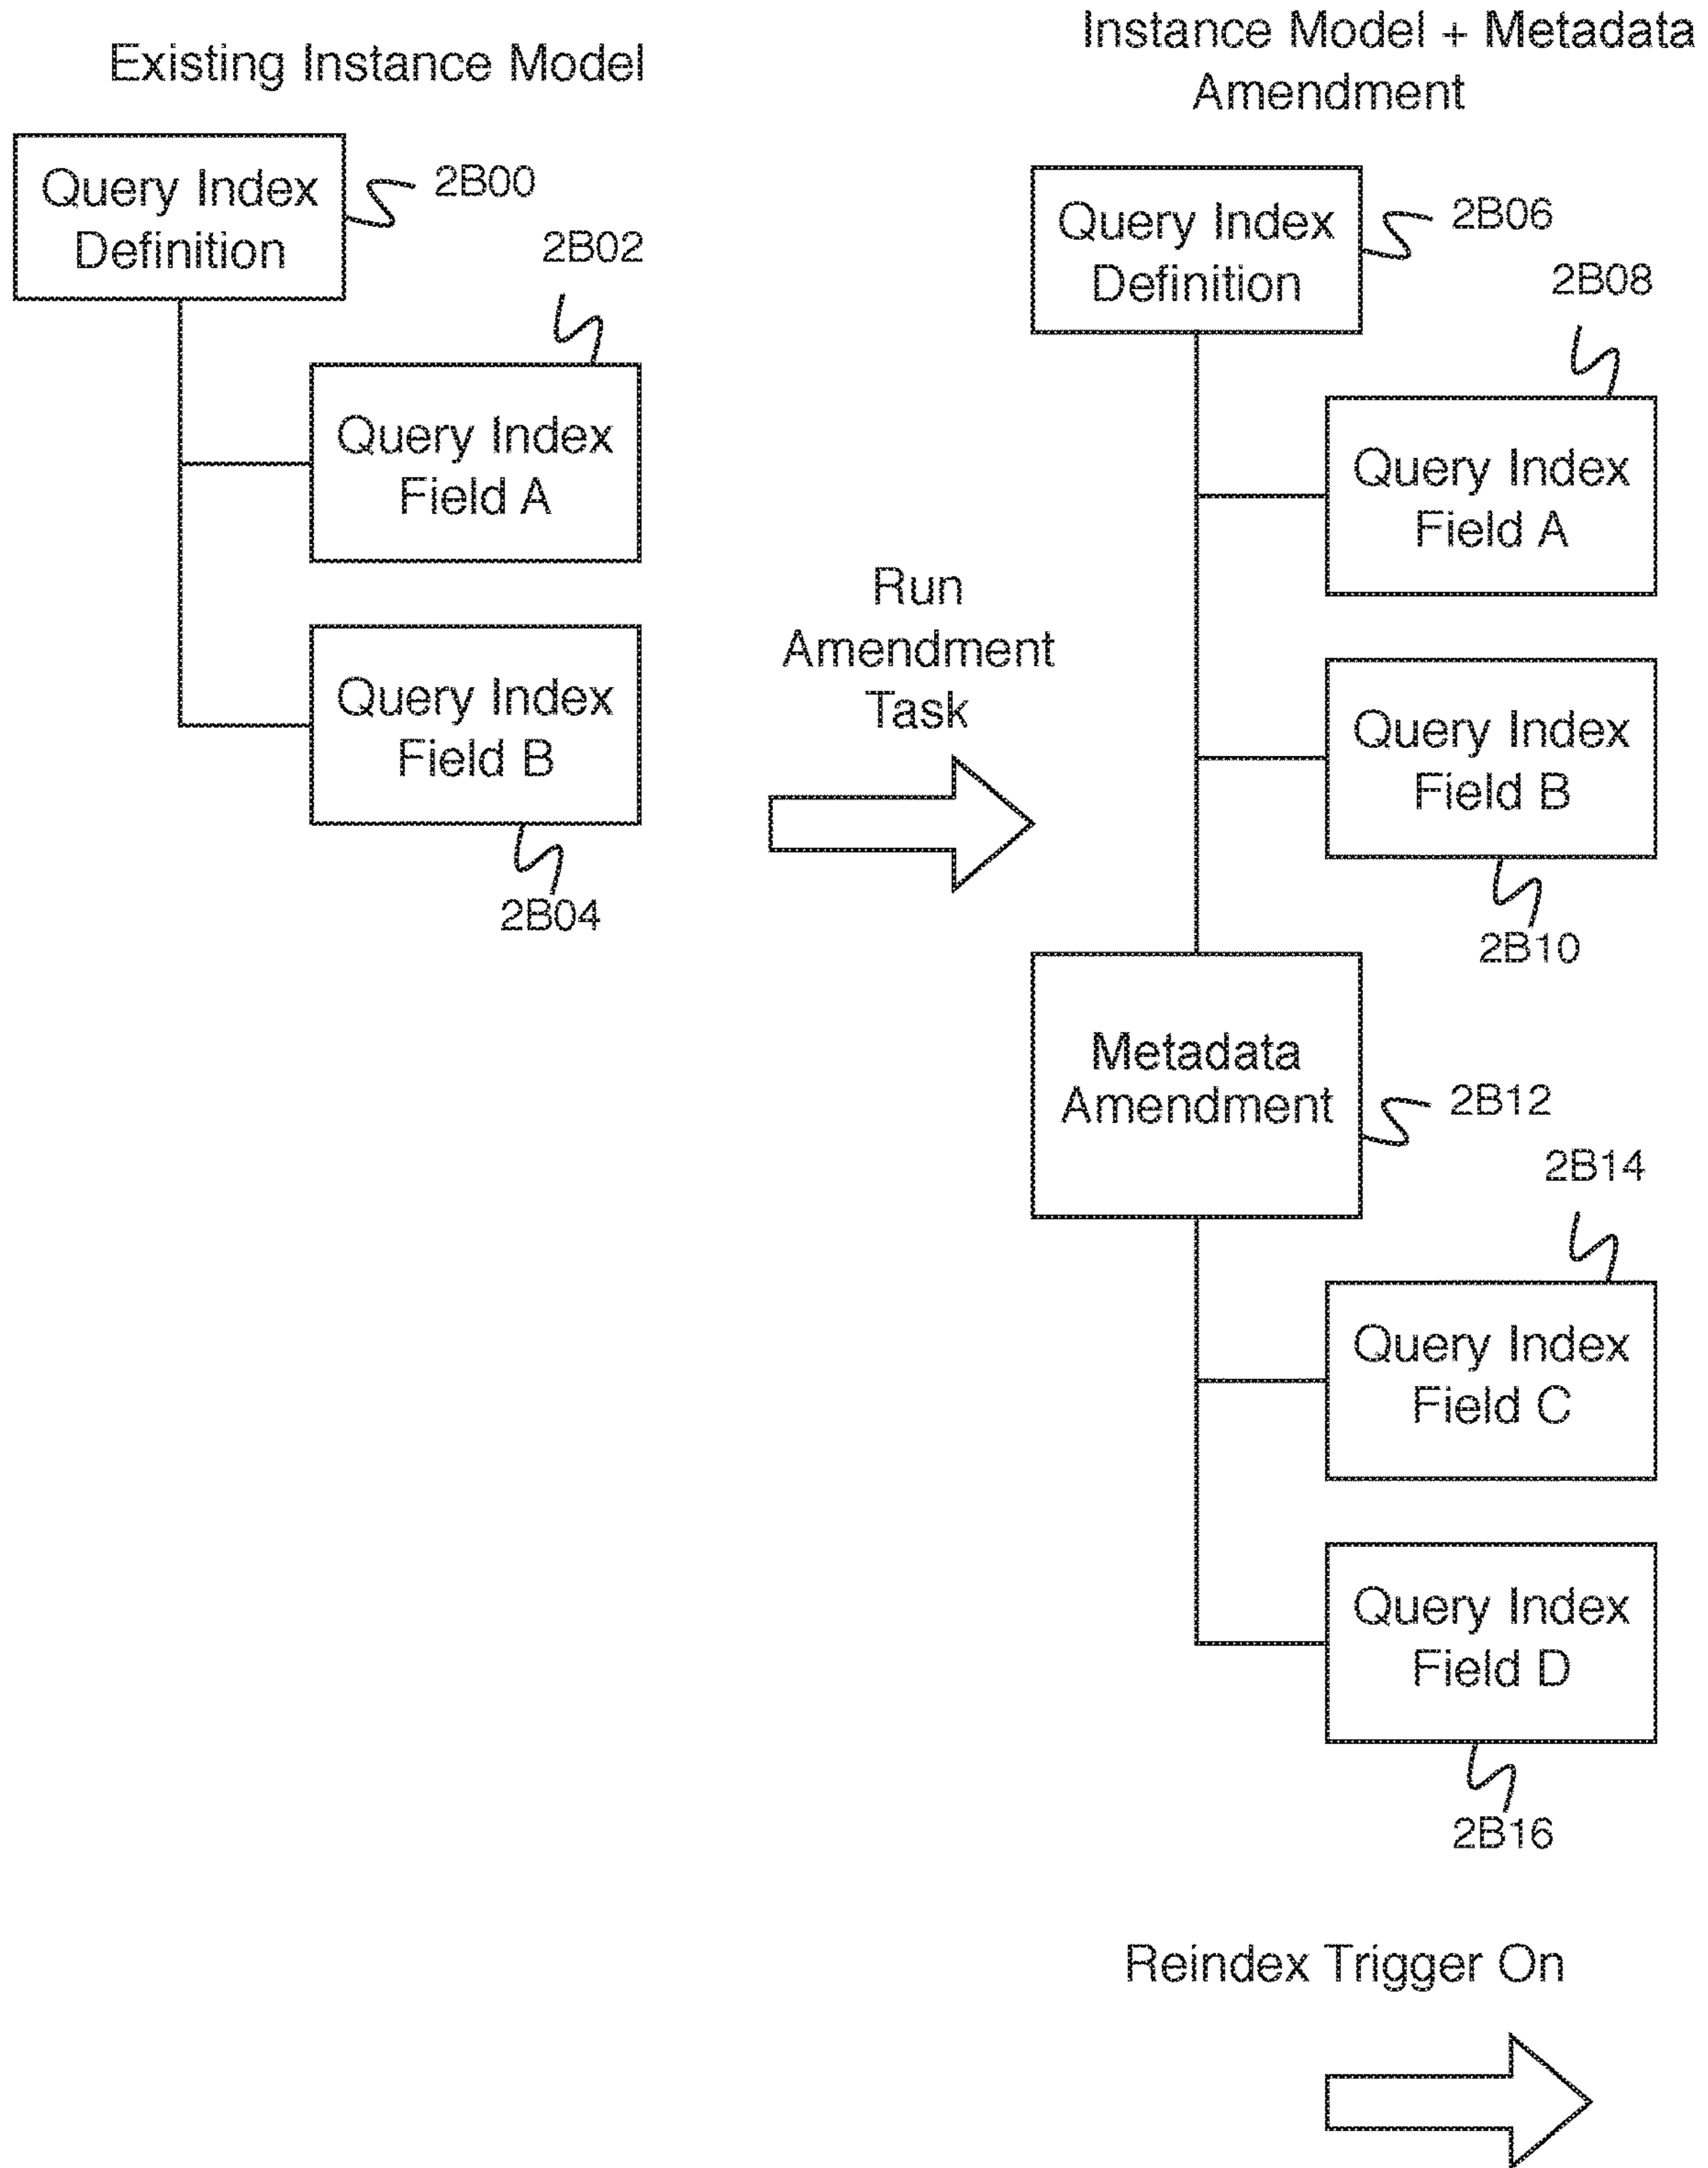 Existing Instance Model
Query Index
Definition
2B00
2B02
Query Index
Field A
Query Index
Field B
2B04
Run
Amendment
Task
Instance Model + Metadata
Amendment
Query Index
Definition
2B06
2B08
Query Index
Field A
Query Index
Field B
2B10
Metadata
Amendment
2B12
2B14
Query Index
Field C
Query Index
Field D
2B16
Reindex Trigger On